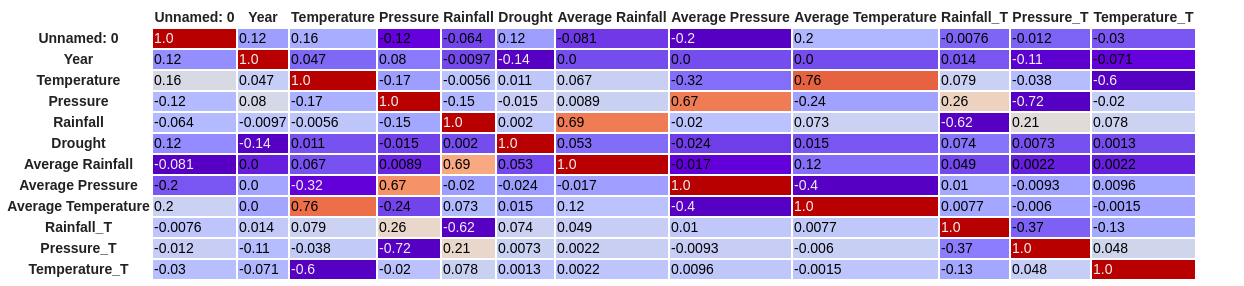 Unnamed: 0 Year Temperature Pressure Rainfall Drought Average Rainfall Average Pressure Average Temperature Rainfall_T Pressure_T Temperature_T
Unnamed: 0 1.0 0.12 0.16 -0.12 -0.064 0.12 -0.081 -0.2 0.2 -0.0076 -0.012 -0.03
Year 0.12 1.0 0.047 0.08 -0.0097 -0.14 0.0 0.0 0.0 0.014 -0.11 -0.071
Temperature 0.16 0.047 1.0 -0.17 -0.0056 0.011 0.067 -0.32 0.76 0.079 -0.038 -0.6
Pressure -0.12 0.08 -0.17 1.0 -0.15 -0.015 0.0089 0.67 -0.24 0.26 -0.72 -0.02
Rainfall -0.064 -0.0097 -0.0056 -0.15 1.0 0.002 0.69 -0.02 0.073 -0.62 0.21 0.078
Drought 0.12 -0.14 0.011 -0.015 0.002 1.0 0.053 -0.024 0.015 0.074 0.0073 0.0013
Average Rainfall -0.081 0.0 0.067 0.0089 0.69 0.053 1.0 -0.017 0.12 0.049 0.0022 0.0022
Average Pressure -0.2 0.0 -0.32 0.67 -0.02 -0.024 -0.017 1.0 -0.4 0.01 -0.0093 0.0096
Average Temperature 0.2 0.0 0.76 -0.24 0.073 0.015 0.12 -0.4 1.0 0.0077 -0.006 -0.0015
Rainfall_T -0.0076 0.014 0.079 0.26 -0.62 0.074 0.049 0.01 0.0077 1.0 -0.37 -0.13
Pressure_T -0.012 -0.11 -0.038 -0.72 0.21 0.0073 0.0022 -0.0093 -0.006 -0.37 1.0 0.048
Temperature_T -0.03 -0.071 -0.6 -0.02 0.078 0.0013 0.0022 0.0096 -0.0015 -0.13 0.048 1.0